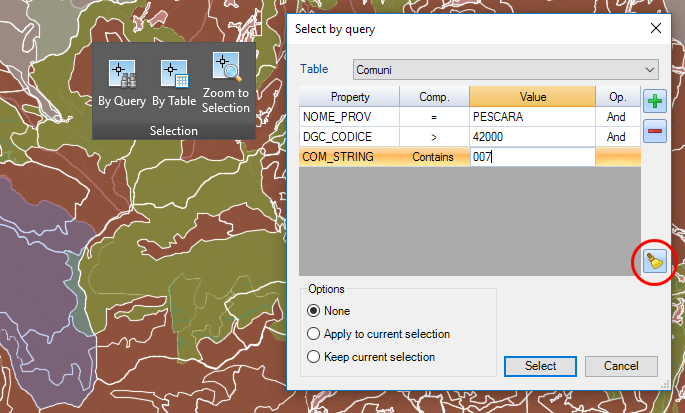 By Query By Table Zoom to Selection
Selection
Select by query
Table Comuni
Property Comp. Value Op.
NOME_PROV = PESCARA And
DGC_CODICE > 42000 And
COM_STRING Contains 007
Options
None
Apply to current selection
Keep current selection
Select Cancel